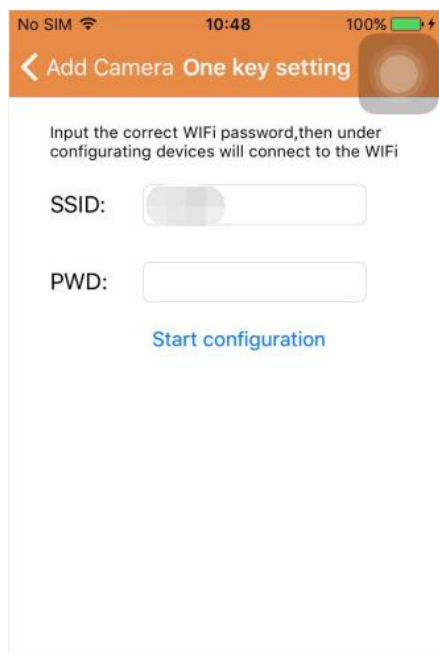 No SIM 10:48 100%
Add Camera One key setting
Input the correct WIFi password,then under
configurating devices will connect to the WIFi
SSID:
PWD:
Start configuration